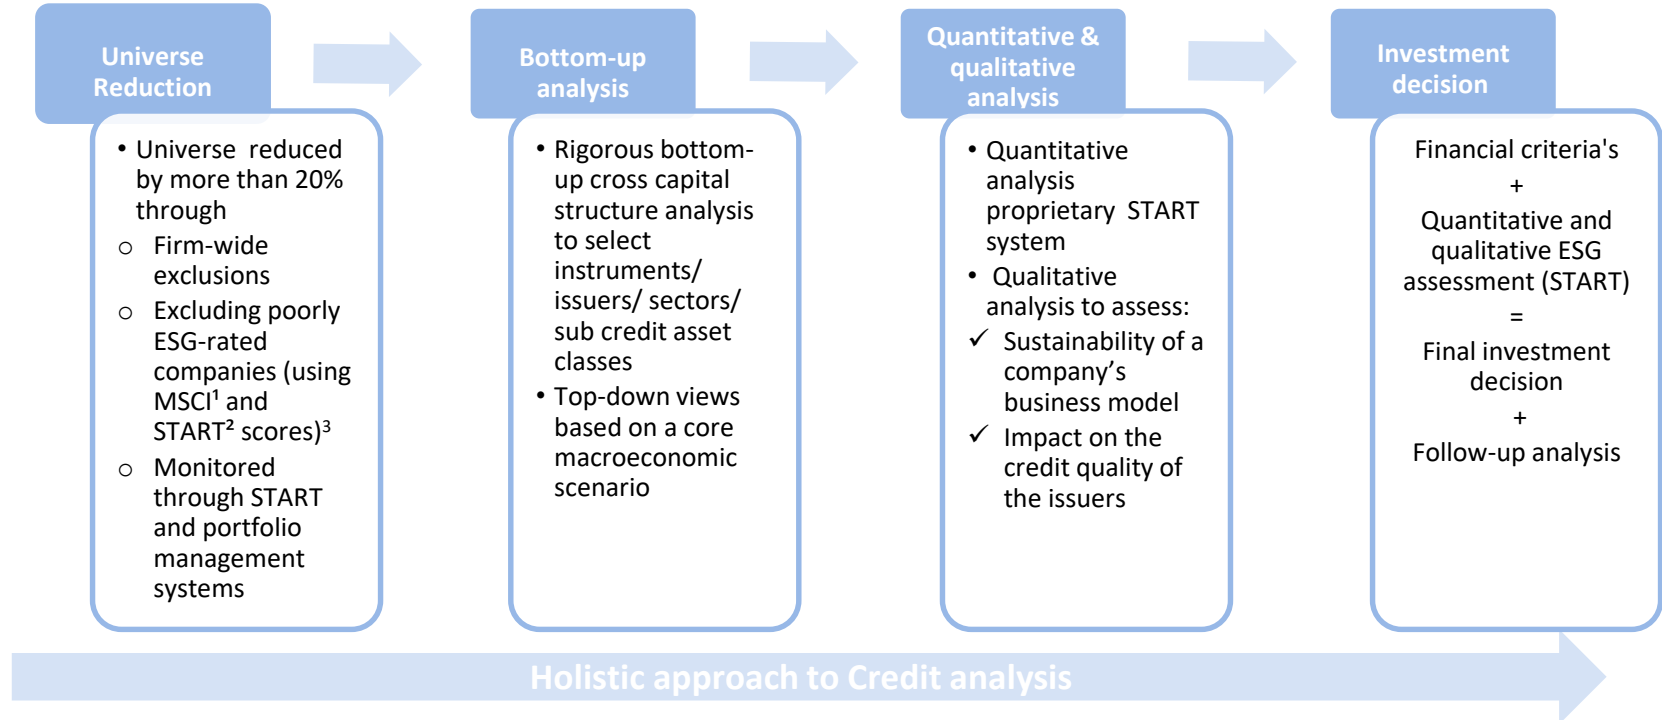 Universe
Reduction
• Universe reduced
by more than 20%
through
o Firm-wide
exclusions
o Excluding poorly
ESG-rated
companies (using
MSCI¹ and
START² scores)³
o Monitored
through START
and portfolio
management
systems
Bottom-up
analysis
• Rigorous bottom-
up cross capital
structure analysis
to select
instruments/
issuers/ sectors/
sub credit asset
classes
• Top-down views
based on a core
macroeconomic
scenario
Quantitative &
qualitative
analysis
• Quantitative
analysis
proprietary START
system
• Qualitative
analysis to assess:
✓ Sustainability of a
company’s
business model
✓ Impact on the
credit quality of
the issuers
Investment
decision
Financial criteria's
+
Quantitative and
qualitative ESG
assessment (START)
=
Final investment
decision
+
Follow-up analysis
Holistic approach to Credit analysis